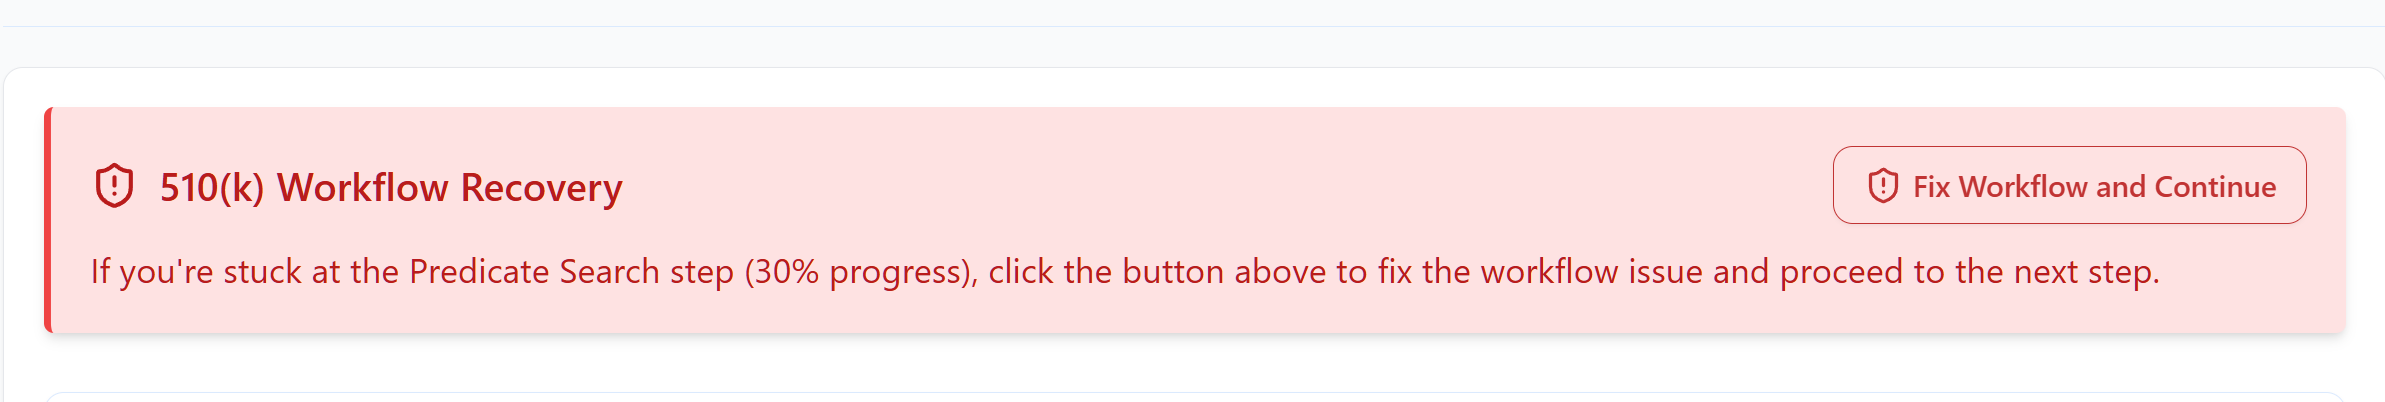 510(k) Workflow Recovery
Fix Workflow and Continue
If you're stuck at the Predicate Search step (30% progress), click the button above to fix the workflow issue and proceed to the next step.